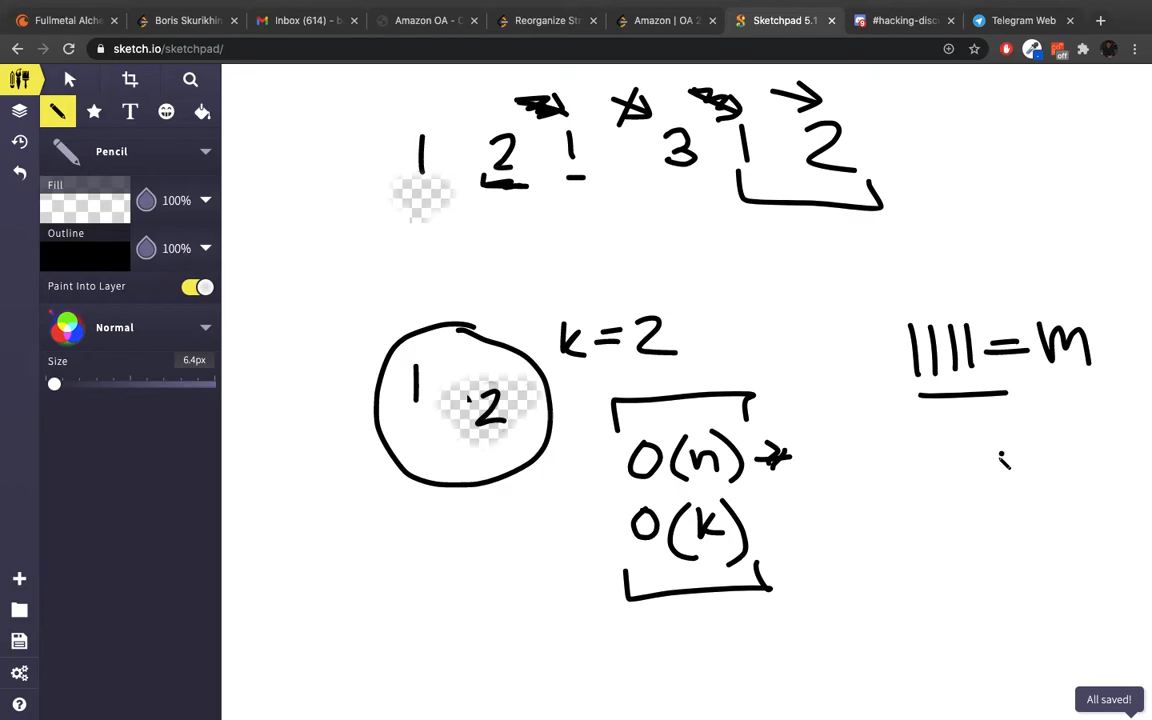 Fullmetal Alche
Boris Skurikhin
Inbox (614) - b
Amazon OA - C
Reorganize Str
Amazon | OA 2
Sketchpad 5.1
#hacking-discu
Telegram Web
sketch.io/sketchpad/
off
Pencil
Fill
100%
Outline
100%
Paint Into Layer
Normal
Size
6.4px
1 2 1 3 1 2
k = 2
|||| = m
1 2
O(n)
O(k)
All saved!